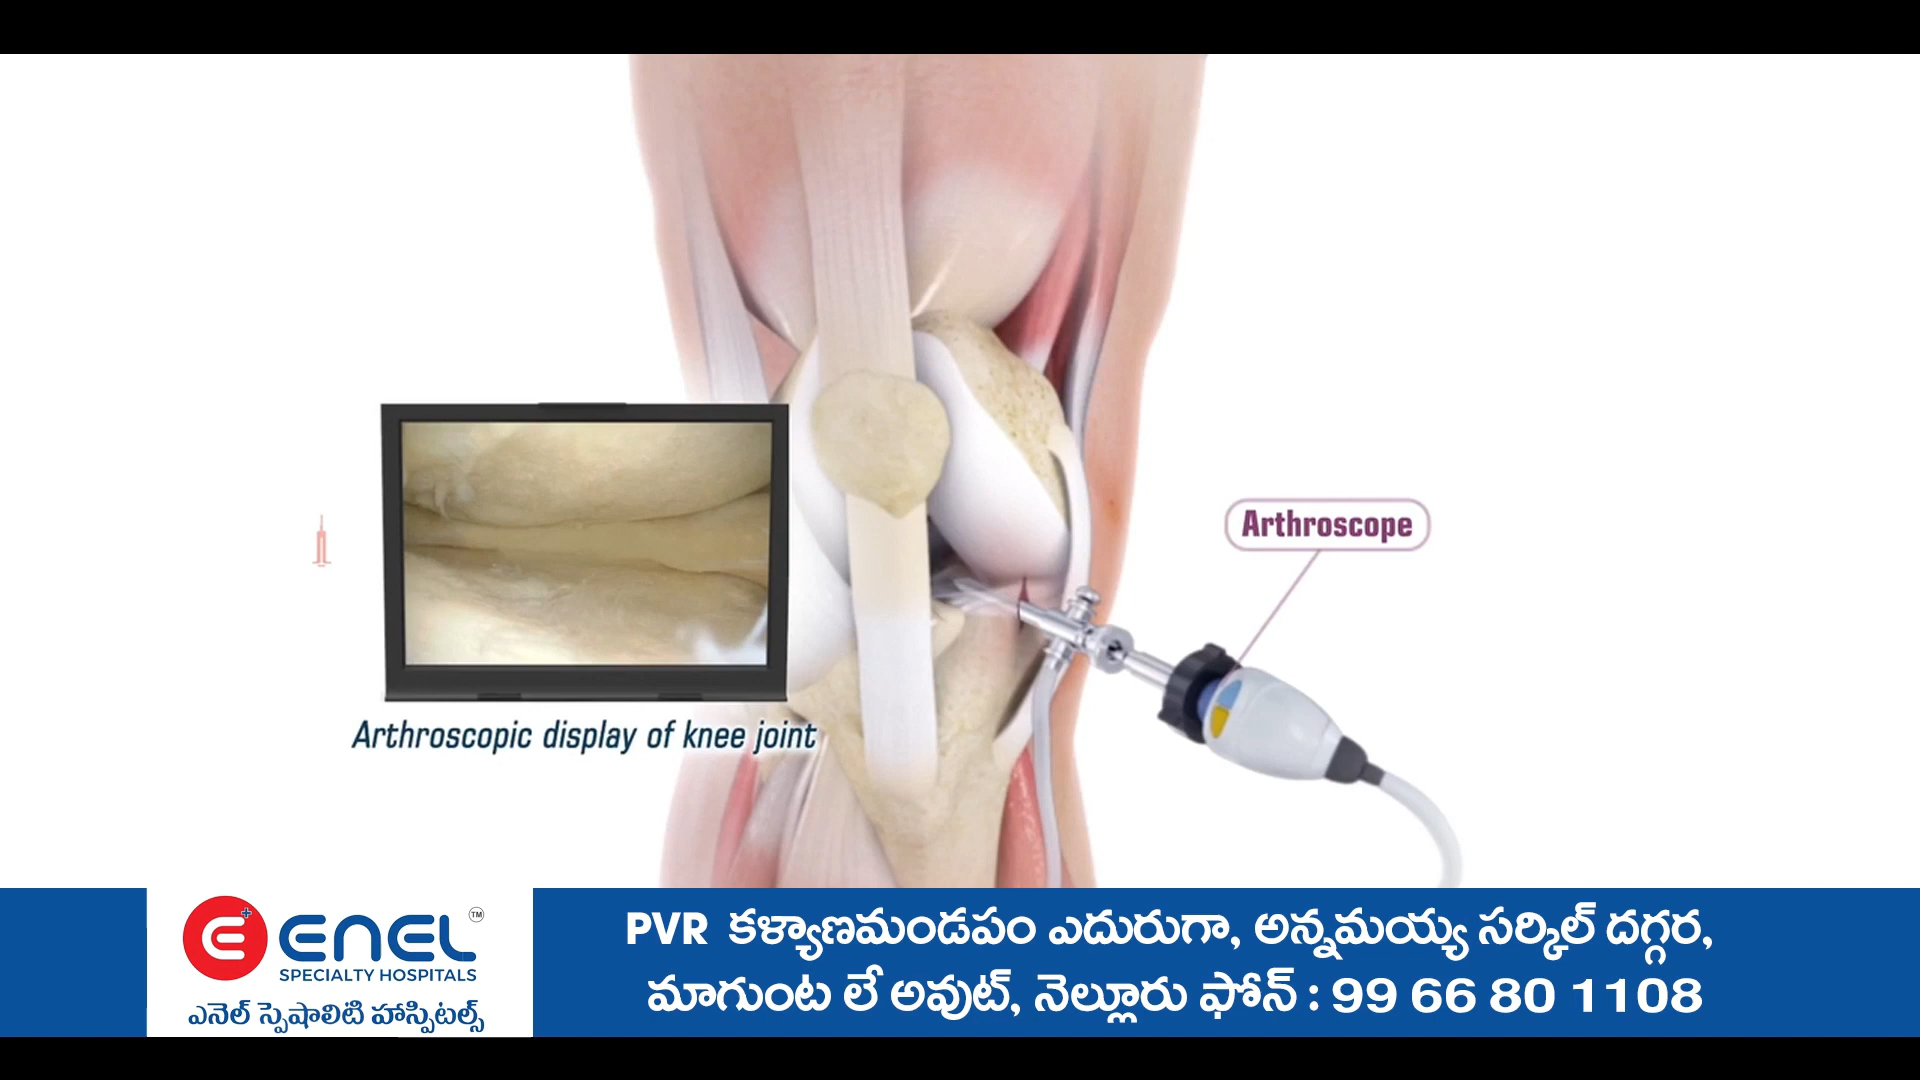 Arthroscope
Arthroscopic display of knee joint
ENEL TM
SPECIALTY HOSPITALS
ఎనెల్ స్పెషాలిటి హాస్పిటల్స్
PVR కళ్యాణమండపం ఎదురుగా, అన్నమయ్య సర్కిల్ దగ్గర,
మాగుంట లే అవుట్, నెల్లూరు ఫోన్ : 99 66 80 1108